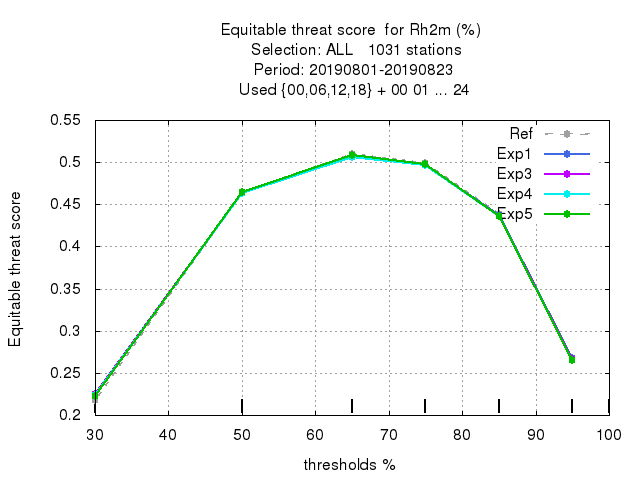 Equitable threat score  for Rh2m (%)
Selection: ALL   1031 stations
Period: 20190801-20190823
Used {00,06,12,18} + 00 01 ... 24
0.55
0.5
0.45
0.4
0.35
0.3
0.25
0.2
Equitable threat score
Ref
Exp1
Exp3
Exp4
Exp5
30 40 50 60 70 80 90 100
thresholds %